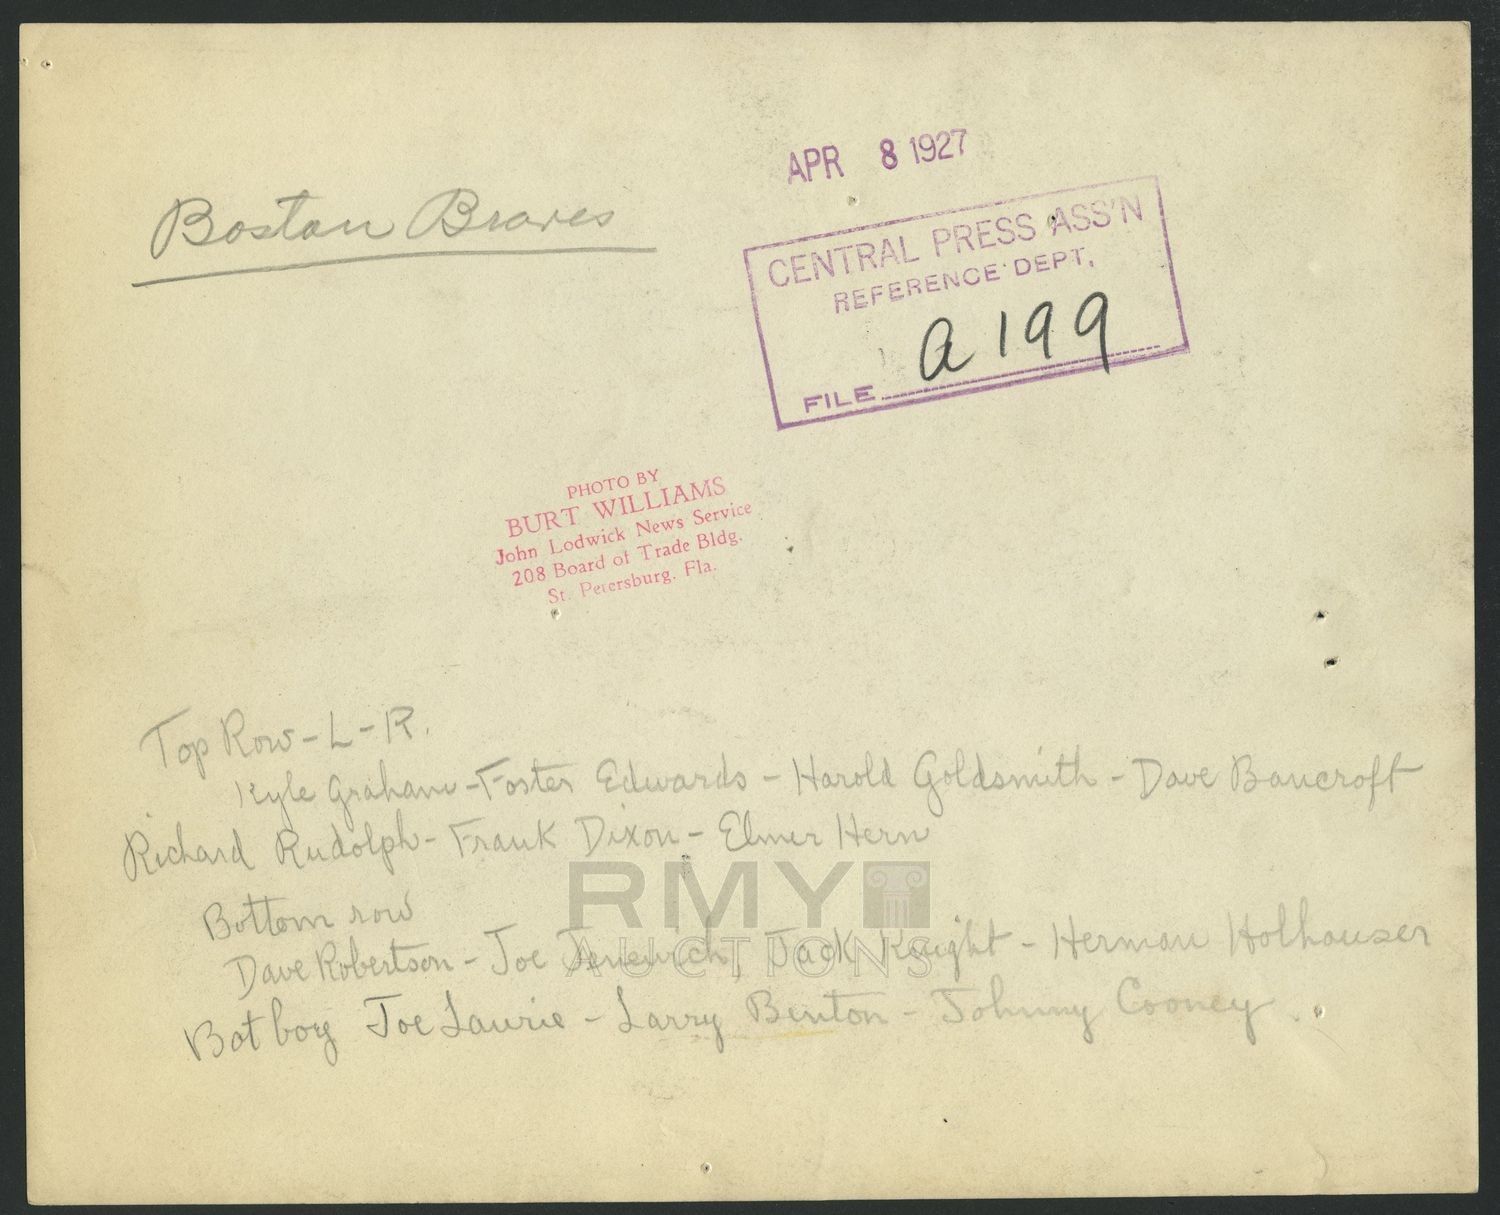 APR 8 1927
Boston Braves
CENTRAL PRESS ASS'N
REFERENCE DEPT.
a 199
FILE
PHOTO BY
BURT WILLIAMS
John Lodwick News Service
208 Board of Trade Bldg.
St. Petersburg. Fla.
Top Row-L-R.
Kyle Graham-Foster Edwards - Harold Goldsmith - Dave Bancroft
Richard Rudolph - Frank Dixon - Elmer Hern
Bottom row
Dave Robertson - Joe Jenewich, Jack Knight - Herman Holhouser
Bat boy Joe Laurie - Larry Benton - Johnny Cooney.
RMY
AUCTIONS